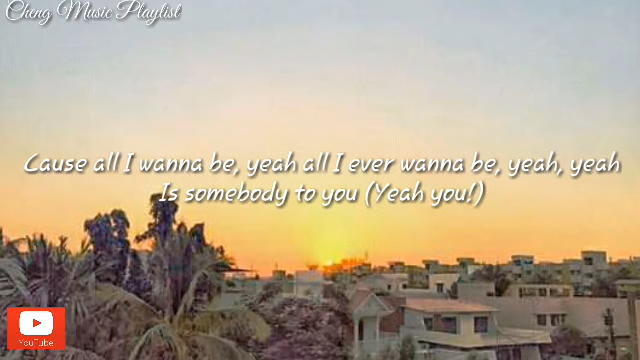 Cheng Music Playlist
Cause all I wanna be, yeah all I ever wanna be, yeah, yeah
Is somebody to you (Yeah you!)
YouTube